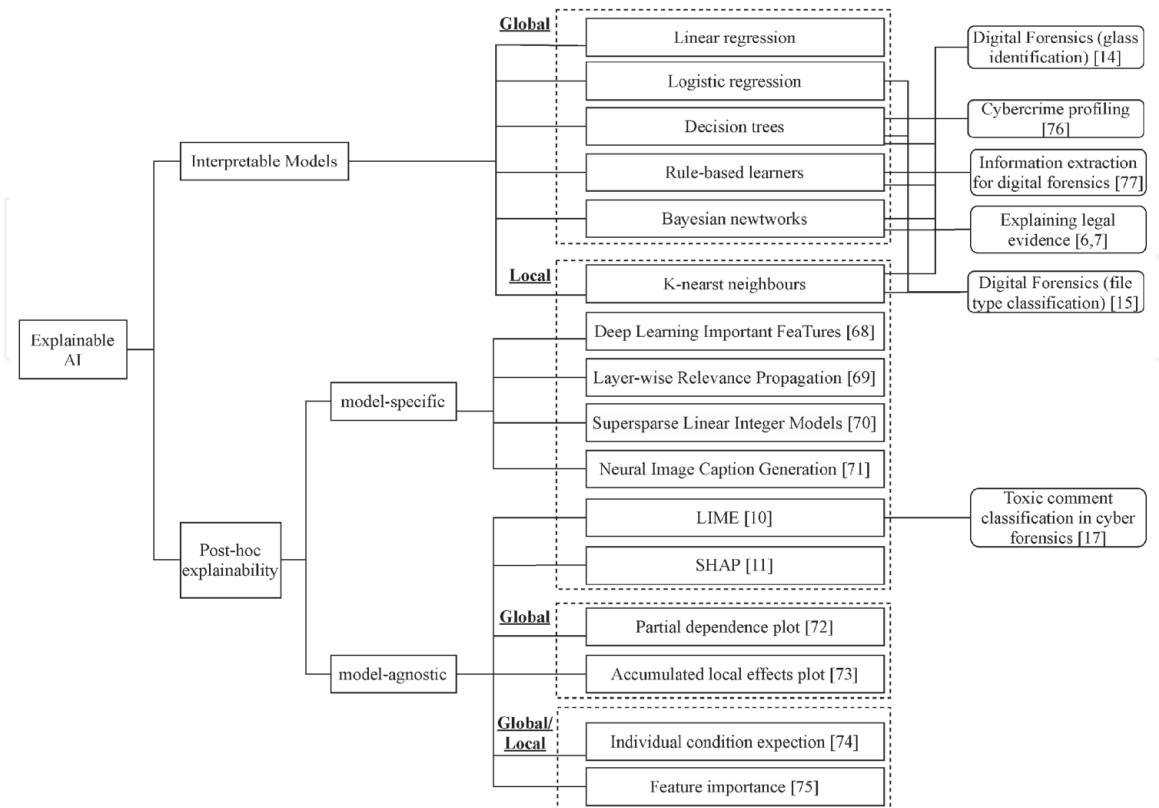 Global
Linear regression
Logistic regression
Decision trees
Rule-based learners
Bayesian newtworks
Local
K-nearst neighbours
Deep Learning Important FeaTures [68]
Layer-wise Relevance Propagation [69]
Supersparse Linear Integer Models [70]
Neural Image Caption Generation [71]
LIME [10]
SHAP [11]
Global
Partial dependence plot [72]
Accumulated local effects plot [73]
Global/
Local
Individual condition expection [74]
Feature importance [75]
Explainable
AI
Interpretable Models
Post-hoc
explainability
model-specific
model-agnostic
Digital Forensics (glass
identification) [14]
Cybercrime profiling
[76]
Information extraction
for digital forensics [77]
Explaining legal
evidence [6,7]
Digital Forensics (file
type classification) [15]
Toxic comment
classification in cyber
forensics [17]